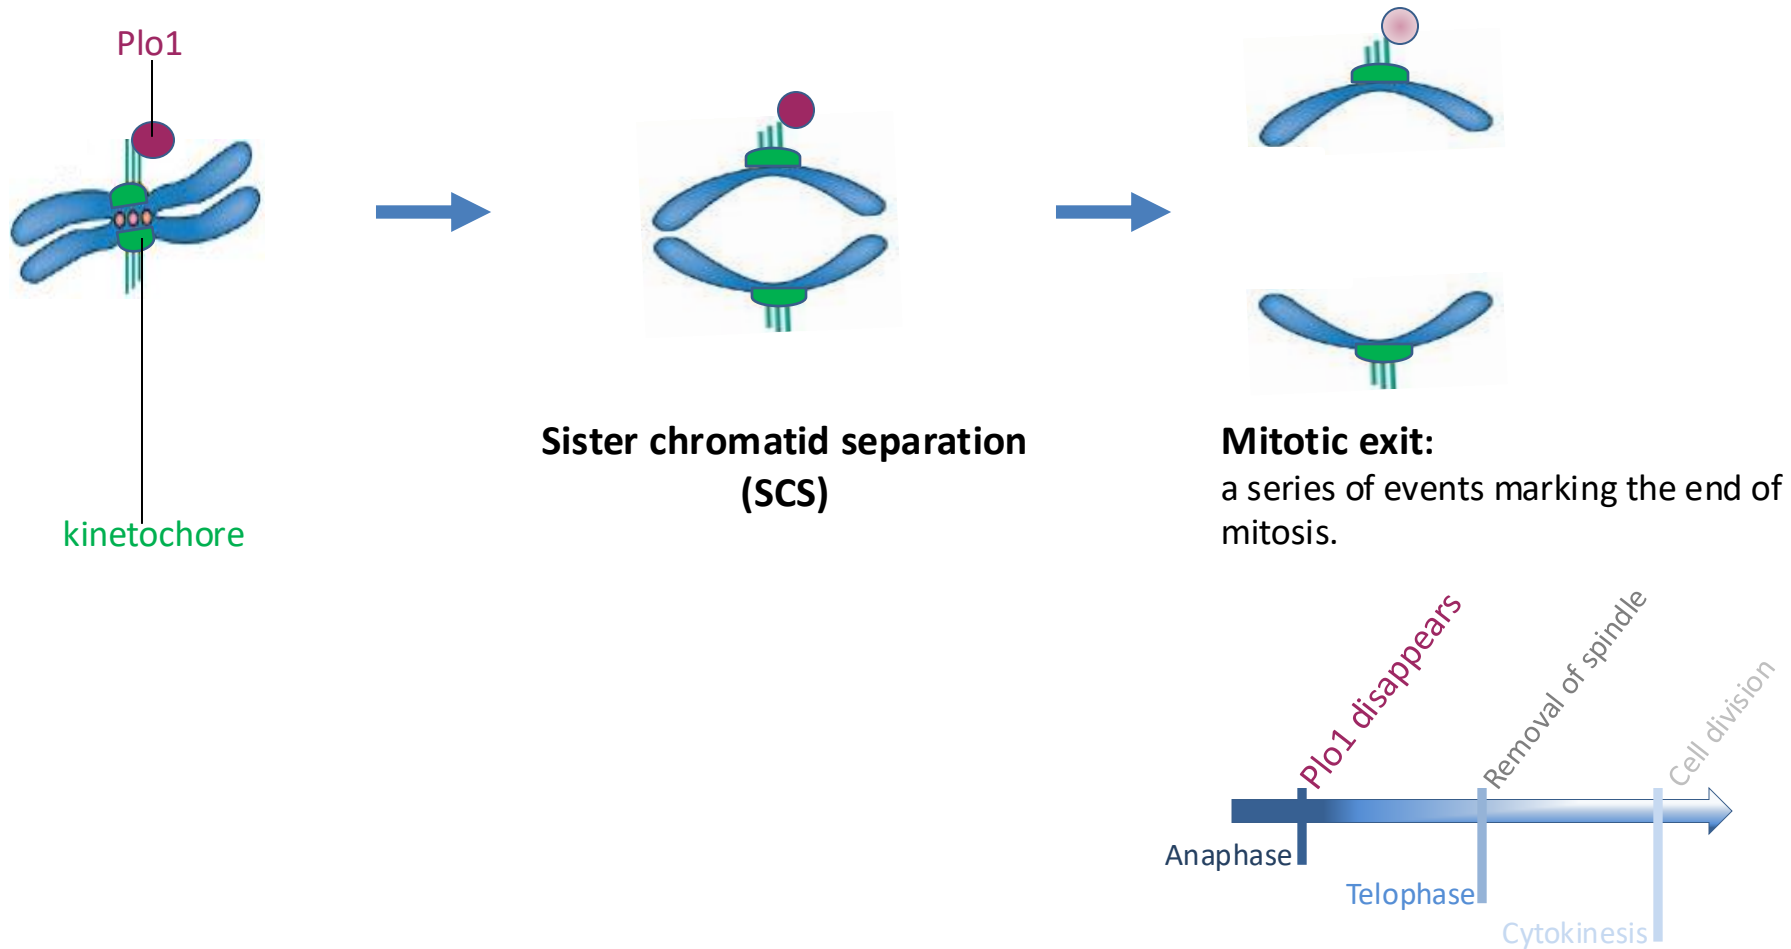 Plo1
kinetochore
Sister chromatid separation
(SCS)
Mitotic exit:
a series of events marking the end of
mitosis.
Plo1 disappears
Removal of spindle
Cell division
Anaphase
Telophase
Cytokinesis